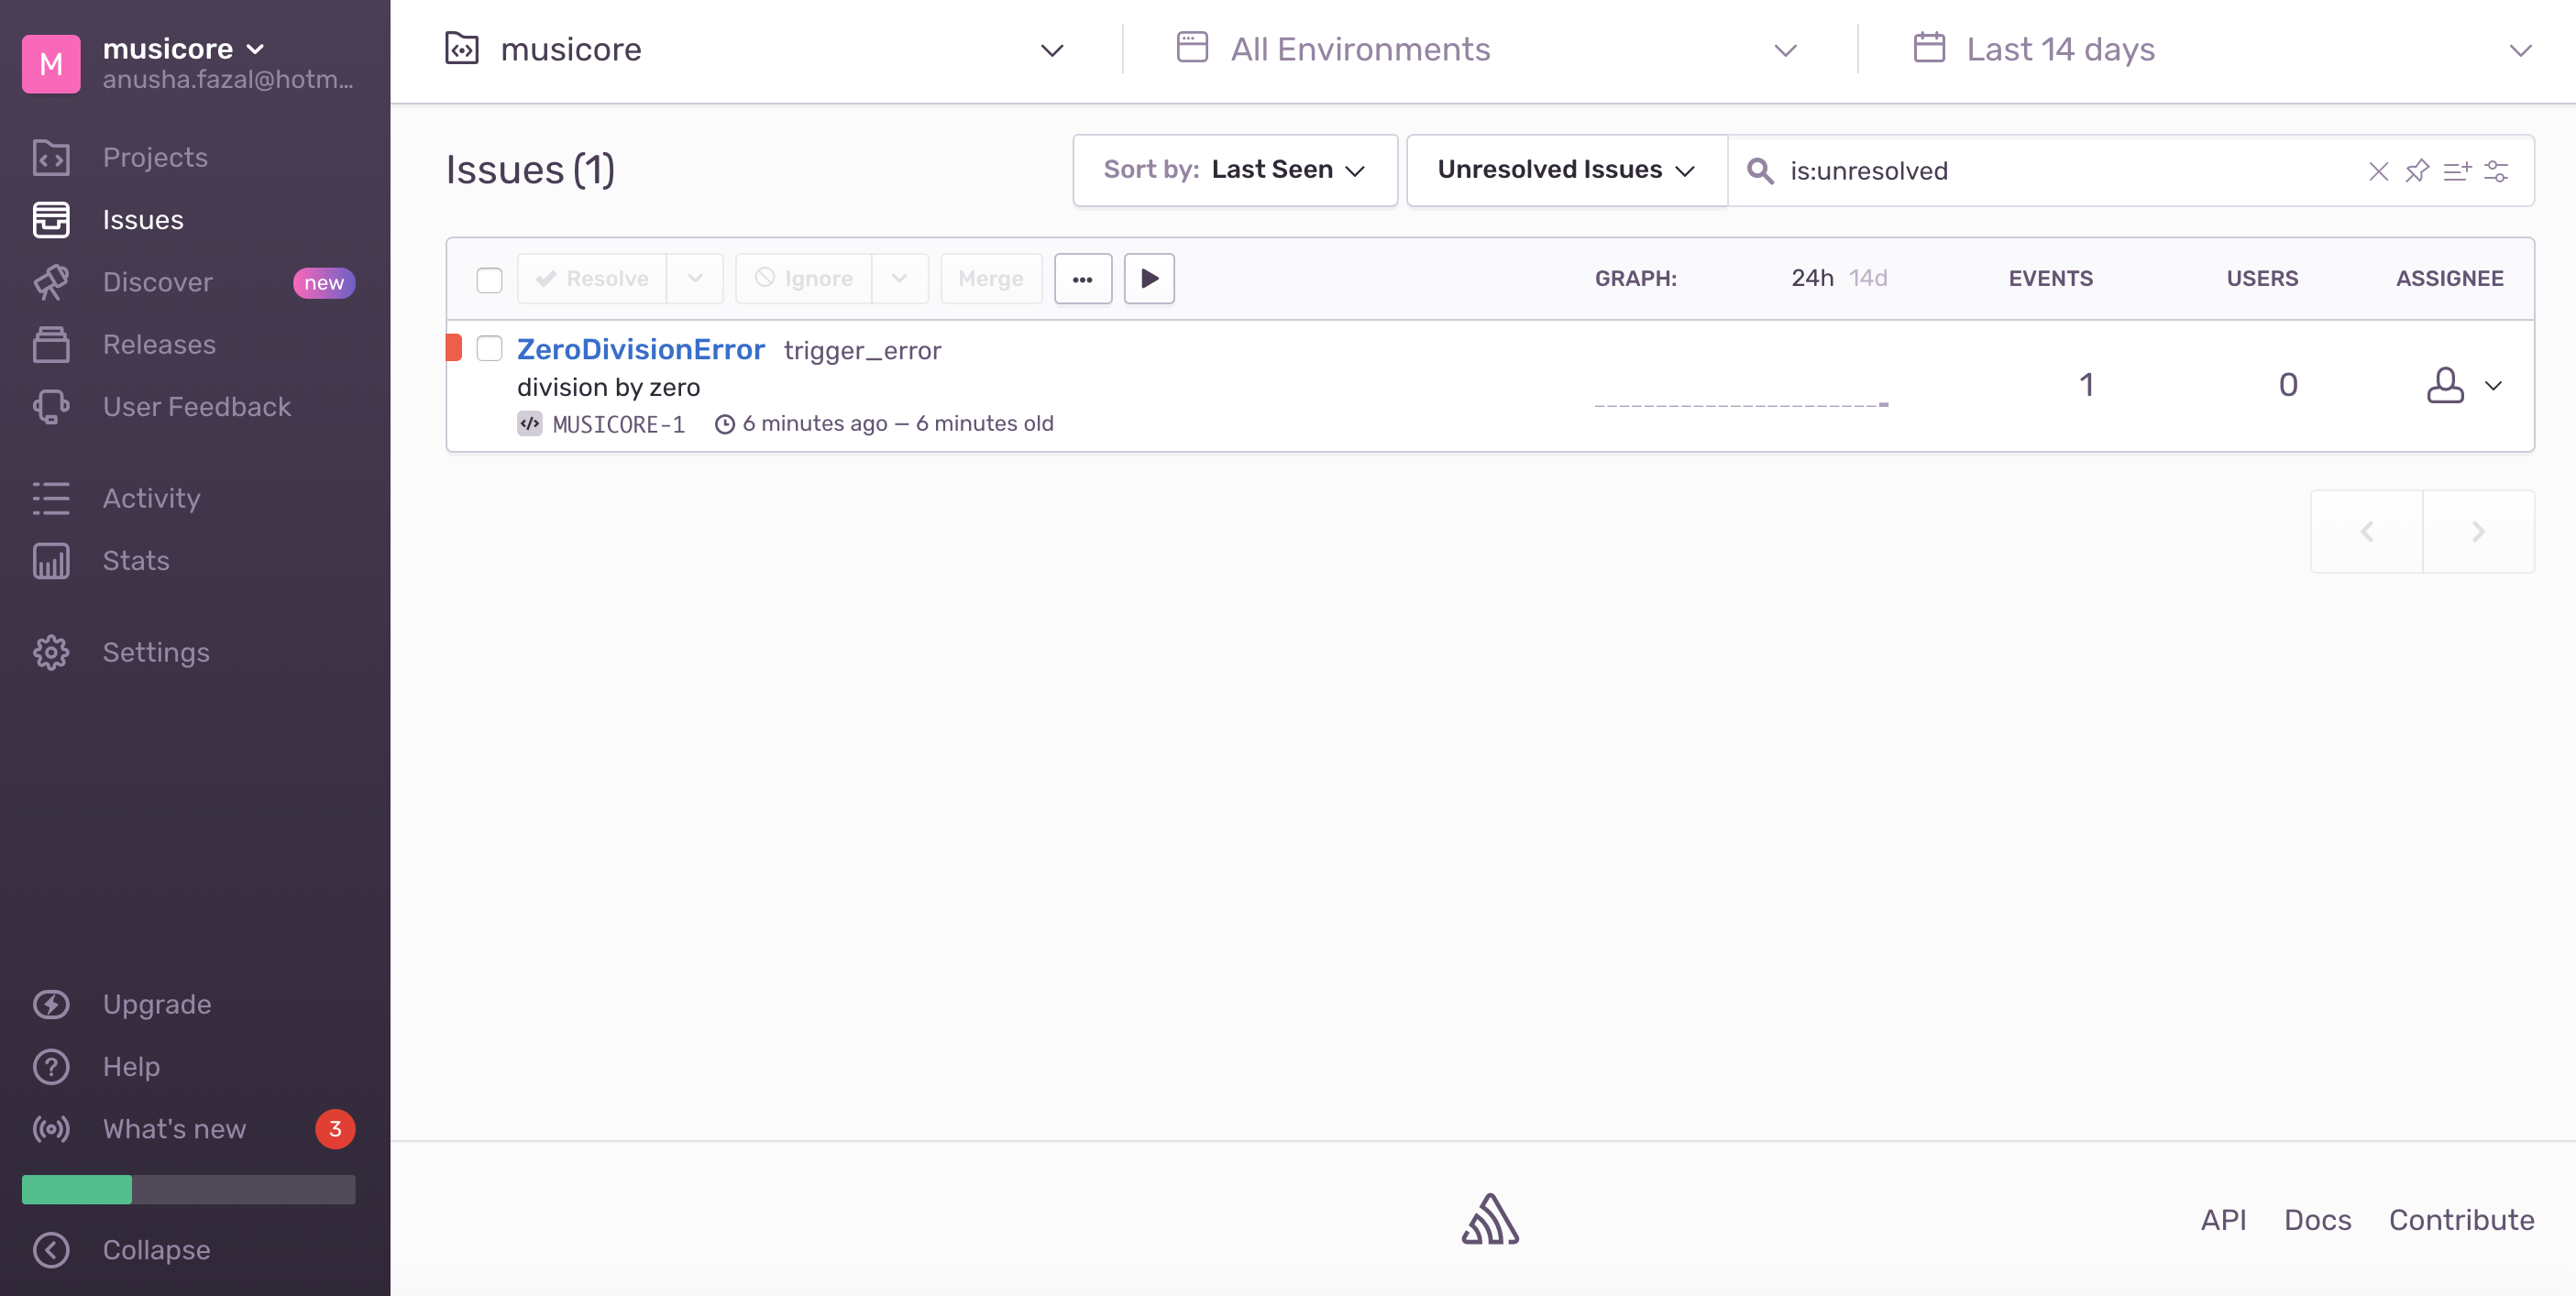 M
musicore
anusha.fazal@hotm...
Projects
Issues
Discover new
Releases
User Feedback
Activity
Stats
Settings
Upgrade
Help
What's new 3
Collapse
musicore All Environments Last 14 days
Issues (1) Sort by: Last Seen Unresolved Issues is:unresolved
Resolve Ignore Merge GRAPH: 24h 14d EVENTS USERS ASSIGNEE
ZeroDivisionError trigger_error
division by zero 1 0
MUSICORE-1 6 minutes ago — 6 minutes old
API Docs Contribute